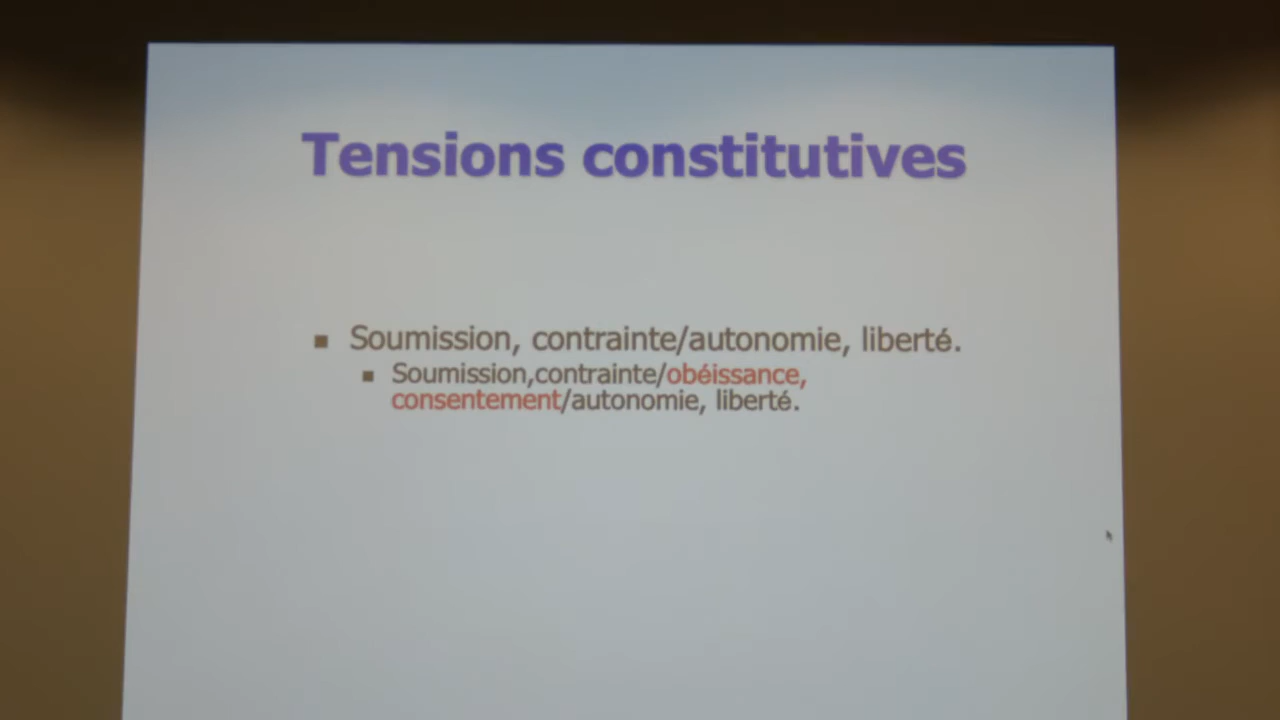 Tensions constitutives
Soumission, contrainte/autonomie, liberté.
Soumission,contrainte/obéissance,
consentement/autonomie, liberté.